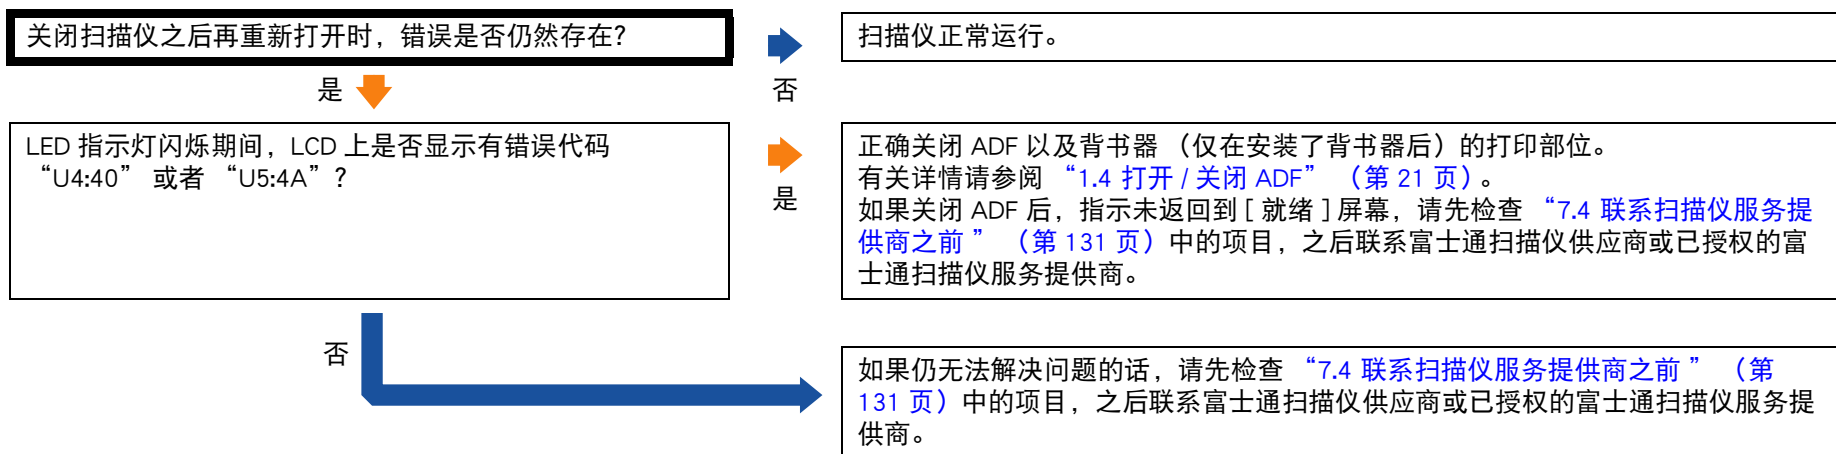 关闭扫描仪之后再重新打开时，错误是否仍然存在？
扫描仪正常运行。
是
否
LED 指示灯闪烁期间，LCD 上是否显示有错误代码
“U4:40” 或者 “U5:4A”？
是
正确关闭 ADF 以及背书器 （仅在安装了背书器后）的打印部位。
有关详情请参阅 “1.4 打开 / 关闭 ADF” （第 21 页）。
如果关闭 ADF 后，指示未返回到 [ 就绪 ] 屏幕，请先检查 “7.4 联系扫描仪服务提
供商之前 ” （第 131 页）中的项目，之后联系富士通扫描仪供应商或已授权的富
士通扫描仪服务提供商。
否
如果仍无法解决问题的话，请先检查 “7.4 联系扫描仪服务提供商之前 ” （第
131 页）中的项目，之后联系富士通扫描仪供应商或已授权的富士通扫描仪服务提
供商。